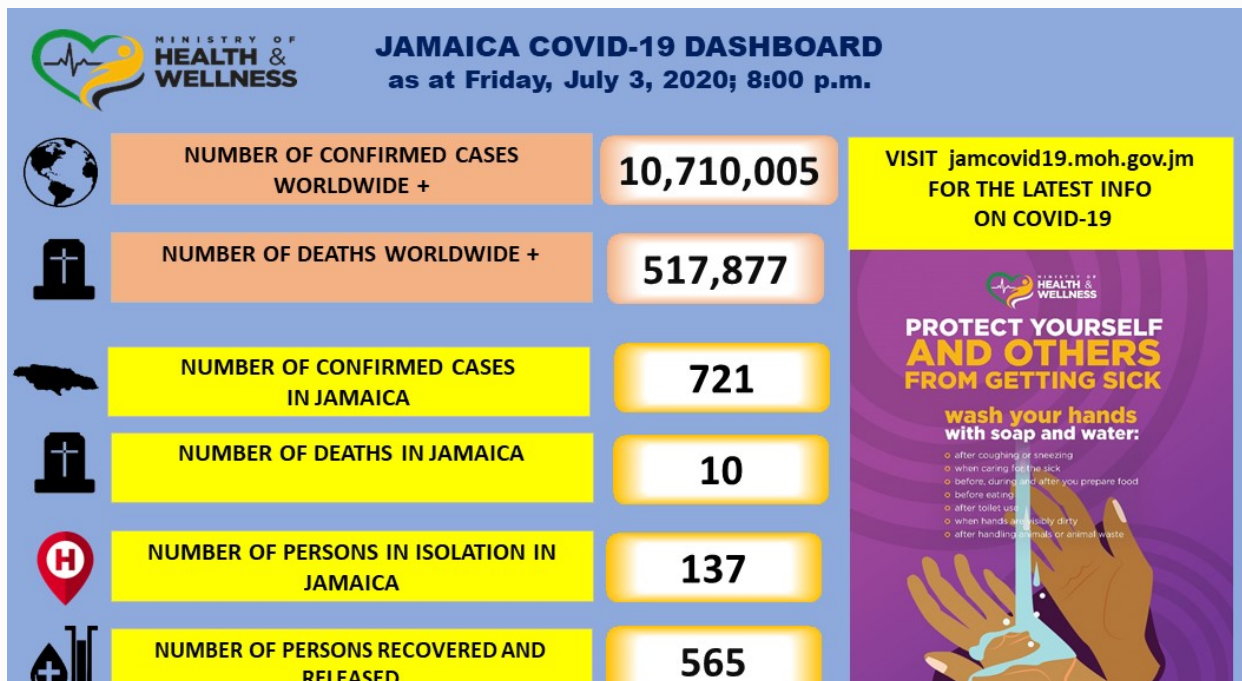 MINISTRY OF
HEALTH &
WELLNESS
JAMAICA COVID-19 DASHBOARD
as at Friday, July 3, 2020; 8:00 p.m.
NUMBER OF CONFIRMED CASES
WORLDWIDE +
10,710,005
NUMBER OF DEATHS WORLDWIDE +
517,877
NUMBER OF CONFIRMED CASES
IN JAMAICA
721
NUMBER OF DEATHS IN JAMAICA
10
H
NUMBER OF PERSONS IN ISOLATION IN
JAMAICA
137
NUMBER OF PERSONS RECOVERED AND
RELEASED
565
VISIT jamcovid19.moh.gov.jm
FOR THE LATEST INFO
ON COVID-19
MINISTRY OF
HEALTH &
WELLNESS
PROTECT YOURSELF
AND OTHERS
FROM GETTING SICK
wash your hands
with soap and water:
after coughing or sneezing
when caring for the sick
before, during and after you prepare food
before eating
after toilet use
when hands are visibly dirty
after handling animals or animal waste